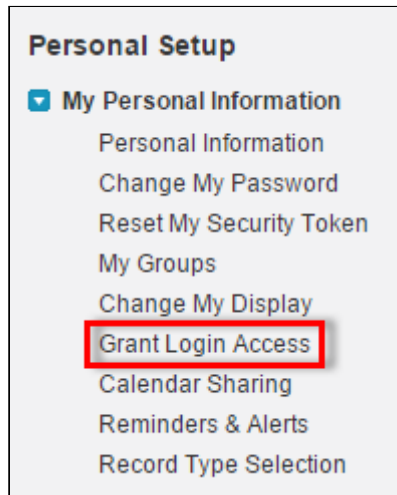 Personal Setup
My Personal Information
Personal Information
Change My Password
Reset My Security Token
My Groups
Change My Display
Grant Login Access
Calendar Sharing
Reminders & Alerts
Record Type Selection